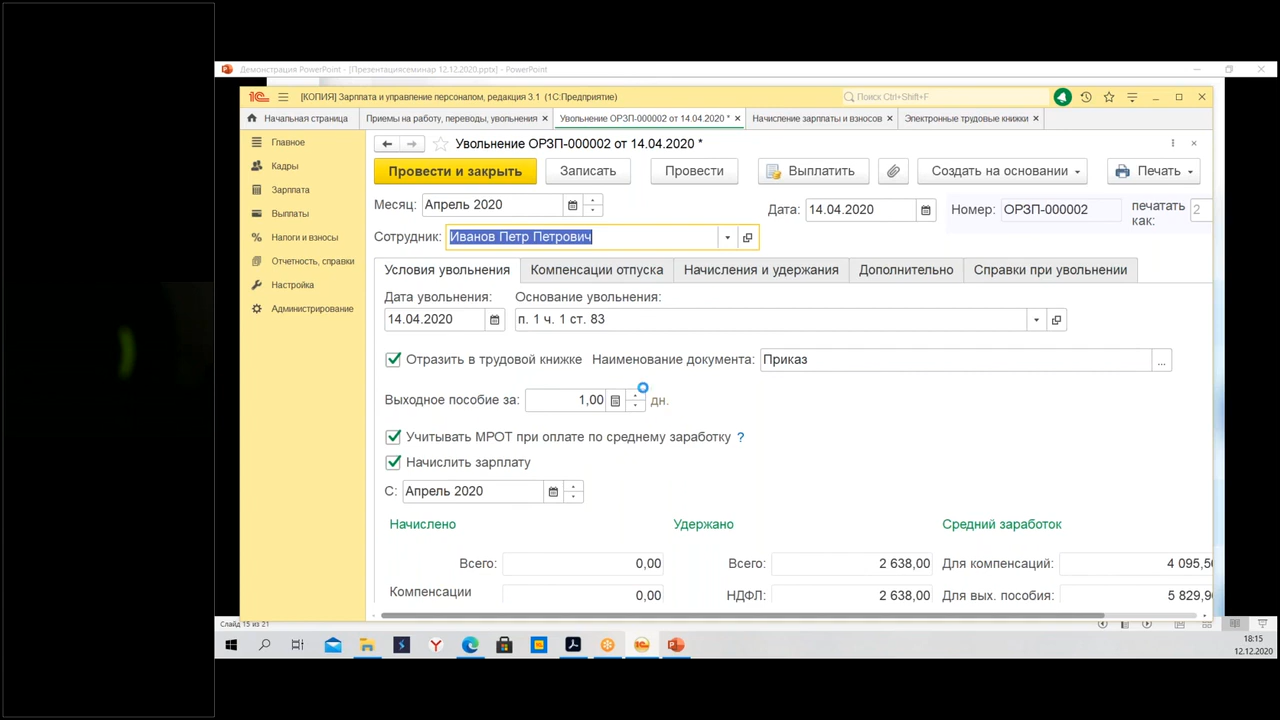 Демонстрация PowerPoint - [Презентациясеминар 12.12.2020.pptx] - PowerPoint
[КОПИЯ] Зарплата и управление персоналом, редакция 3.1 (1С:Предприятие)
Поиск Ctrl+Shift+F
Начальная страница
Приемы на работу, переводы, увольнения ×
Увольнение ОРЗП-000002 от 14.04.2020 * ×
Начисление зарплаты и взносов ×
Электронные трудовые книжки ×
Главное
Кадры
Зарплата
Выплаты
Налоги и взносы
Отчетность, справки
Настройка
Администрирование
Увольнение ОРЗП-000002 от 14.04.2020 *
Провести и закрыть
Записать
Провести
Выплатить
Создать на основании
Печать
Месяц: Апрель 2020
Дата: 14.04.2020
Номер: ОРЗП-000002
печатать как: 2
Сотрудник: Иванов Петр Петрович
Условия увольнения
Компенсации отпуска
Начисления и удержания
Дополнительно
Справки при увольнении
Дата увольнения:
Основание увольнения:
14.04.2020
п. 1 ч. 1 ст. 83
Отразить в трудовой книжке
Наименование документа: Приказ
...
Выходное пособие за: 1,00 дн.
Учитывать МРОТ при оплате по среднему заработку ?
Начислить зарплату
С: Апрель 2020
Начислено
Удержано
Средний заработок
Всего: 0,00
Всего: 2 638,00
Для компенсаций: 4 095,5
Компенсации 0,00
НДФЛ: 2 638,00
Для вых. пособия: 5 829,9
Слайд 15 из 21
18:15
12.12.2020